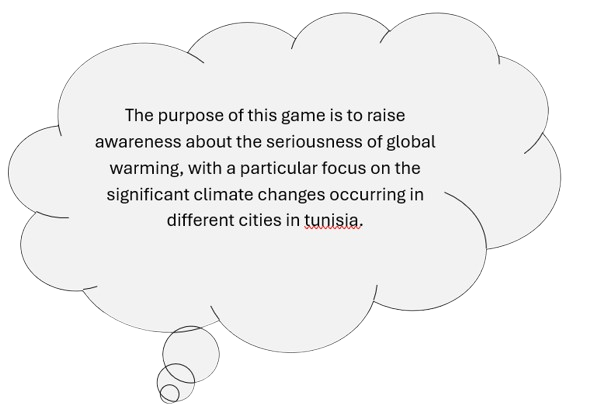 The purpose of this game is to raise
awareness about the seriousness of global
warming, with a particular focus on the
significant climate changes occurring in
different cities in tunisia.